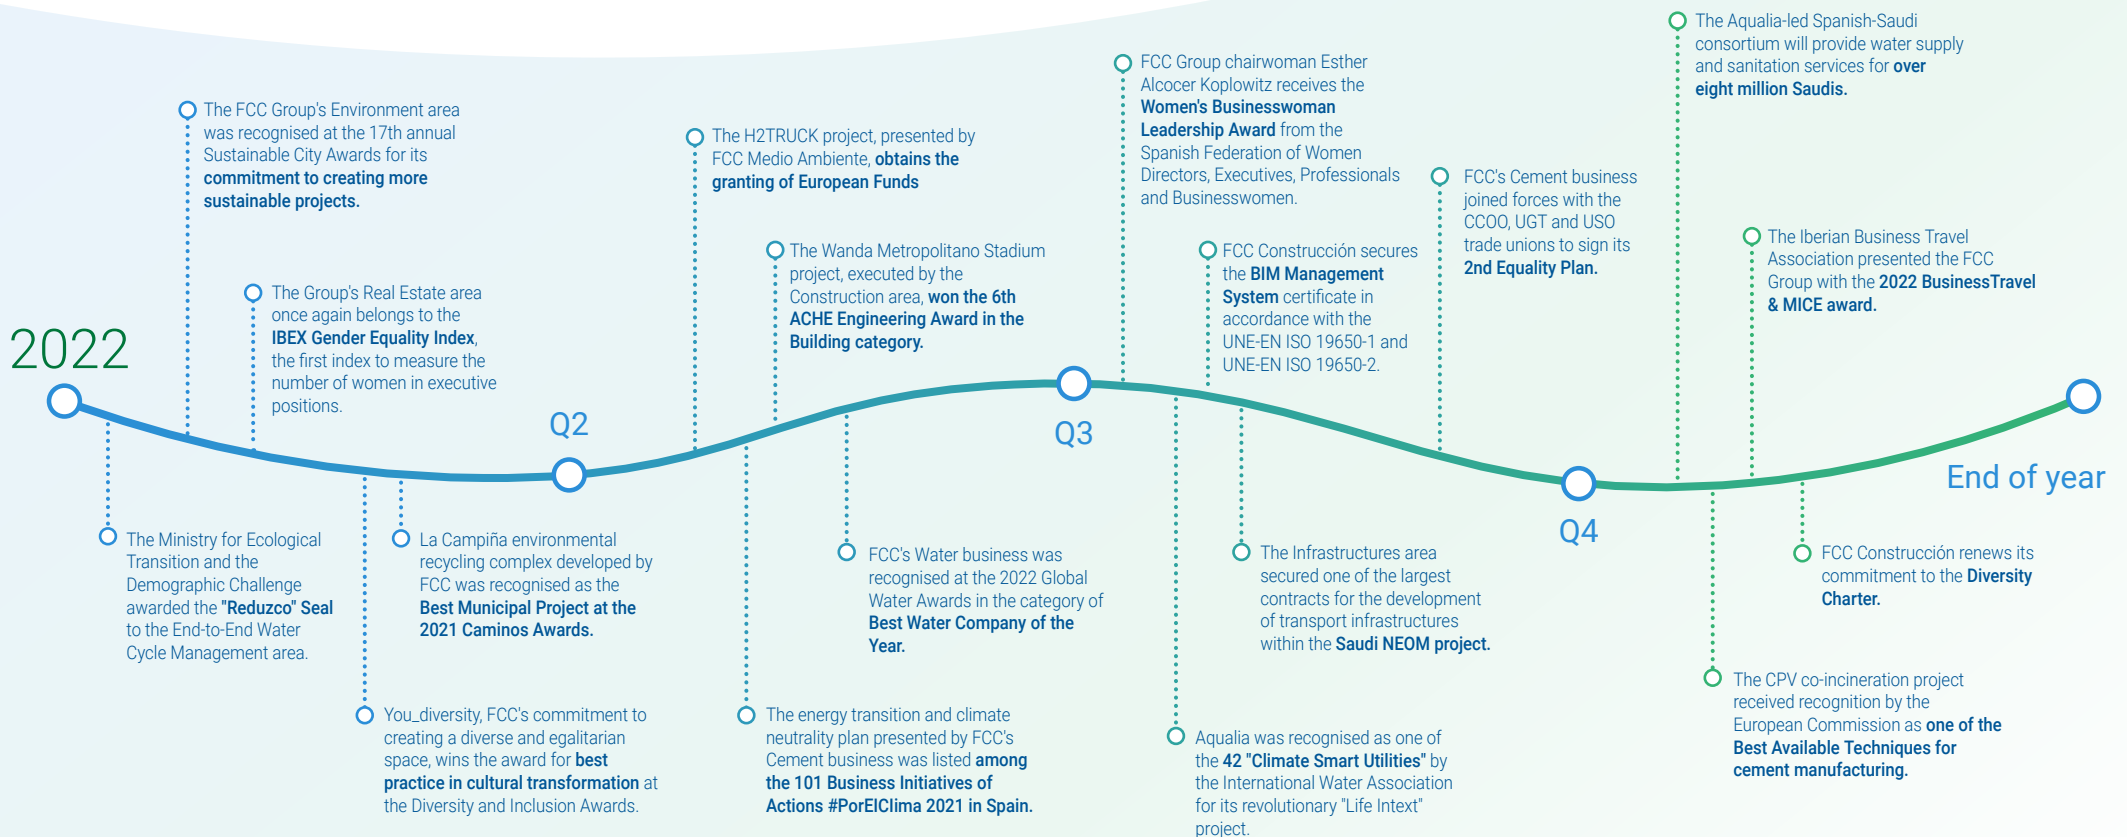 2022
The FCC Group's Environment area
was recognised at the 17th annual
Sustainable City Awards for its
commitment to creating more
sustainable projects.
The Group's Real Estate area
once again belongs to the
IBEX Gender Equality Index,
the first index to measure the
number of women in executive
positions.
The Ministry for Ecological
Transition and the
Demographic Challenge
awarded the "Reduzco" Seal
to the End-to-End Water
Cycle Management area.
You_diversity, FCC's commitment to
creating a diverse and egalitarian
space, wins the award for best
practice in cultural transformation at
the Diversity and Inclusion Awards.
La Campiña environmental
recycling complex developed by
FCC was recognised as the
Best Municipal Project at the
2021 Caminos Awards.
Q2
The H2TRUCK project, presented by
FCC Medio Ambiente, obtains the
granting of European Funds
The Wanda Metropolitano Stadium
project, executed by the
Construction area, won the 6th
ACHE Engineering Award in the
Building category.
The energy transition and climate
neutrality plan presented by FCC's
Cement business was listed among
the 101 Business Initiatives of
Actions #PorElClima 2021 in Spain.
FCC's Water business was
recognised at the 2022 Global
Water Awards in the category of
Best Water Company of the
Year.
Q3
FCC Group chairwoman Esther
Alcocer Koplowitz receives the
Women's Businesswoman
Leadership Award from the
Spanish Federation of Women
Directors, Executives, Professionals
and Businesswomen.
FCC Construcción secures
the BIM Management
System certificate in
accordance with the
UNE-EN ISO 19650-1 and
UNE-EN ISO 19650-2.
FCC's Cement business
joined forces with the
CCOO, UGT and USO
trade unions to sign its
2nd Equality Plan.
Aqualia was recognised as one of
the 42 "Climate Smart Utilities" by
the International Water Association
for its revolutionary "Life Intext"
project.
The Infrastructures area
secured one of the largest
contracts for the development
of transport infrastructures
within the Saudi NEOM project.
Q4
The Aqualia-led Spanish-Saudi
consortium will provide water supply
and sanitation services for over
eight million Saudis.
The Iberian Business Travel
Association presented the FCC
Group with the 2022 BusinessTravel
& MICE award.
The CPV co-incineration project
received recognition by the
European Commission as one of the
Best Available Techniques for
cement manufacturing.
FCC Construcción renews its
commitment to the Diversity
Charter.
End of year